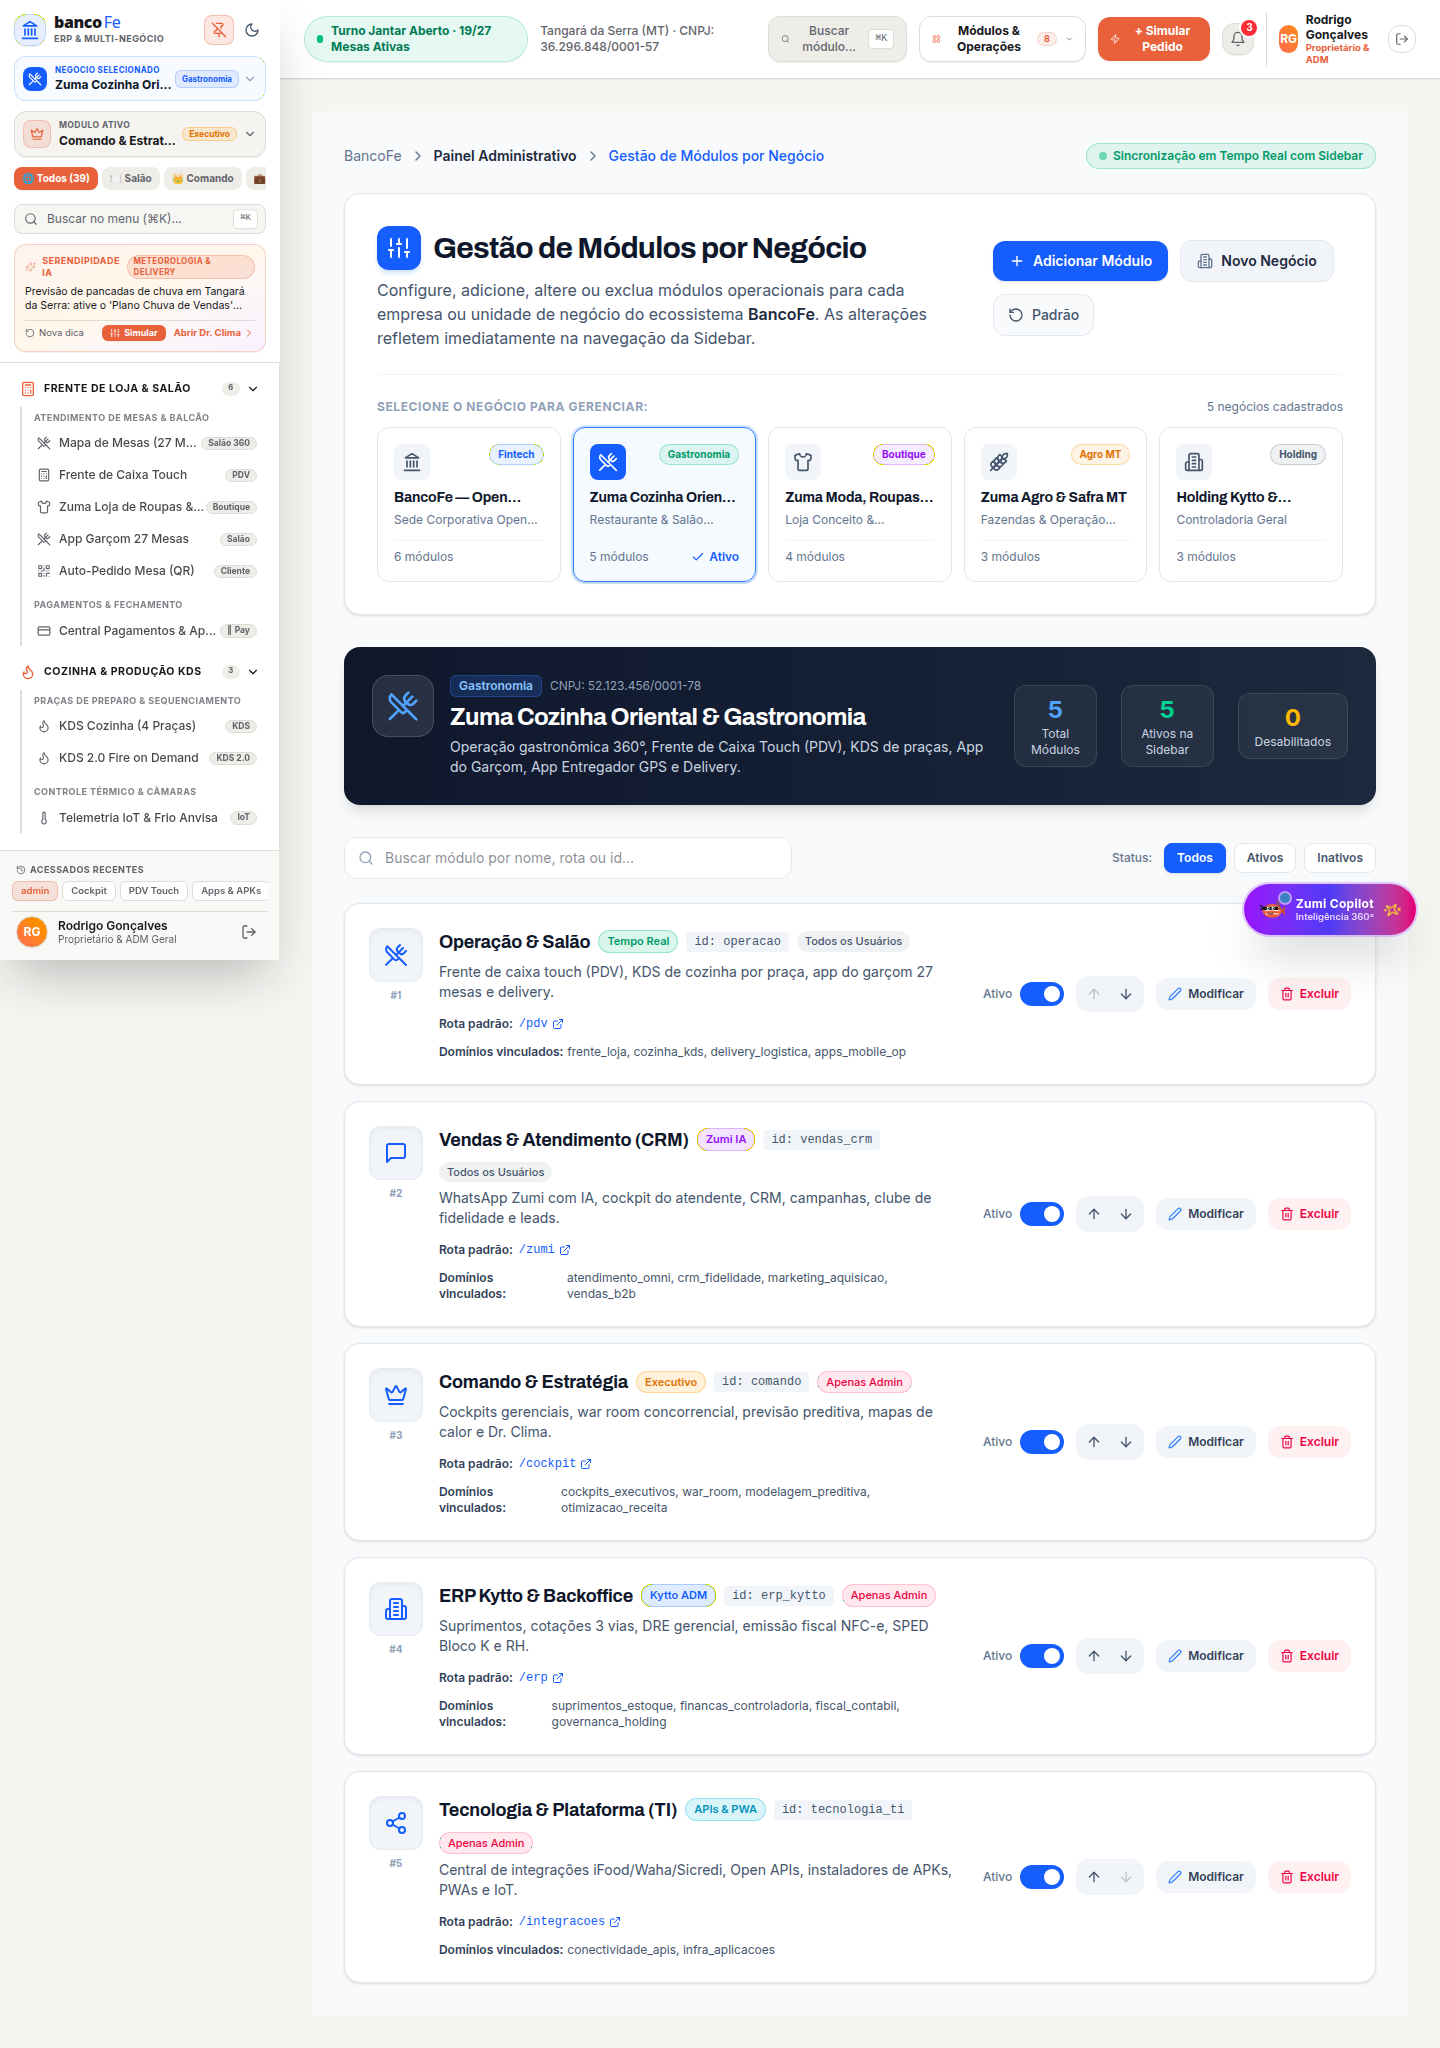 banco Fe
ERP & MULTI-NEGÓCIO
NEGOCIO SELECIONADO
Zuma Cozinha Ori...
Gastronomia
MODULO ATIVO
Comando & Estrat...
Executivo
Todos (39)
Salão
Comando
Buscar no menu (⌘K)...
⌘K
SERENDIPIDADE IA
METEOROLOGIA & DELIVERY
Previsão de pancadas de chuva em Tangará
da Serra: ative o 'Plano Chuva de Vendas'...
Nova dica
Simular
Abrir Dr. Clima
FRENTE DE LOJA & SALÃO
6
ATENDIMENTO DE MESAS & BALCÃO
Mapa de Mesas (27 M...
Salão 360
Frente de Caixa Touch
PDV
Zuma Loja de Roupas &...
Boutique
App Garçom 27 Mesas
Salão
Auto-Pedido Mesa (QR)
Cliente
PAGAMENTOS & FECHAMENTO
Central Pagamentos & Ap...
Pay
COZINHA & PRODUÇÃO KDS
3
PRAÇAS DE PREPARO & SEQUENCIAMENTO
KDS Cozinha (4 Praças)
KDS
KDS 2.0 Fire on Demand
KDS 2.0
CONTROLE TÉRMICO & CÂMARAS
Telemetria IoT & Frio Anvisa
IoT
ACESSADOS RECENTES
admin
Cockpit
PDV Touch
Apps & APKs
RG
Rodrigo Gonçalves
Proprietário & ADM Geral
Turno Jantar Aberto · 19/27
Mesas Ativas
Tangará da Serra (MT) · CNPJ:
36.296.848/0001-57
Buscar
módulo...
⌘K
Módulos &
Operações
8
+ Simular
Pedido
3
RG
Rodrigo
Gonçalves
Proprietário &
ADM
BancoFe
Painel Administrativo
Gestão de Módulos por Negócio
Sincronização em Tempo Real com Sidebar
Gestão de Módulos por Negócio
Configure, adicione, altere ou exclua módulos operacionais para cada
empresa ou unidade de negócio do ecossistema BancoFe. As alterações
refletem imediatamente na navegação da Sidebar.
Adicionar Módulo
Novo Negócio
Padrão
SELECIONE O NEGÓCIO PARA GERENCIAR:
5 negócios cadastrados
Fintech
BancoFe — Open...
Sede Corporativa Open...
6 módulos
Gastronomia
Zuma Cozinha Orien...
Restaurante & Salão...
5 módulos
Ativo
Boutique
Zuma Moda, Roupas...
Loja Conceito &...
4 módulos
Agro MT
Zuma Agro & Safra MT
Fazendas & Operação...
3 módulos
Holding
Holding Kytto &...
Controladoria Geral
3 módulos
Gastronomia
CNPJ: 52.123.456/0001-78
Zuma Cozinha Oriental & Gastronomia
Operação gastronômica 360°, Frente de Caixa Touch (PDV), KDS de praças, App
do Garçom, App Entregador GPS e Delivery.
5
Total
Módulos
5
Ativos na
Sidebar
0
Desabilitados
Buscar módulo por nome, rota ou id...
Status:
Todos
Ativos
Inativos
Zumi Copilot
Inteligência 360°
#1
Operação & Salão
Tempo Real
id: operacao
Todos os Usuários
Frente de caixa touch (PDV), KDS de cozinha por praça, app do garçom 27
mesas e delivery.
Rota padrão: /pdv
Domínios vinculados: frente_loja, cozinha_kds, delivery_logistica, apps_mobile_op
Ativo
Modificar
Excluir
#2
Vendas & Atendimento (CRM)
Zumi IA
id: vendas_crm
Todos os Usuários
WhatsApp Zumi com IA, cockpit do atendente, CRM, campanhas, clube de
fidelidade e leads.
Rota padrão: /zumi
Domínios vinculados:
atendimento_omni, crm_fidelidade, marketing_aquisicao,
vendas_b2b
Ativo
Modificar
Excluir
#3
Comando & Estratégia
Executivo
id: comando
Apenas Admin
Cockpits gerenciais, war room concorrencial, previsão preditiva, mapas de
calor e Dr. Clima.
Rota padrão: /cockpit
Domínios vinculados:
cockpits_executivos, war_room, modelagem_preditiva,
otimizacao_receita
Ativo
Modificar
Excluir
#4
ERP Kytto & Backoffice
Kytto ADM
id: erp_kytto
Apenas Admin
Suprimentos, cotações 3 vias, DRE gerencial, emissão fiscal NFC-e, SPED
Bloco K e RH.
Rota padrão: /erp
Domínios vinculados:
suprimentos_estoque, financas_controladoria, fiscal_contabil,
governanca_holding
Ativo
Modificar
Excluir
#5
Tecnologia & Plataforma (TI)
APIs & PWA
id: tecnologia_ti
Apenas Admin
Central de integrações iFood/Waha/Sicredi, Open APIs, instaladores de APKs,
PWAs e IoT.
Rota padrão: /integracoes
Domínios vinculados: conectividade_apis, infra_aplicacoes
Ativo
Modificar
Excluir